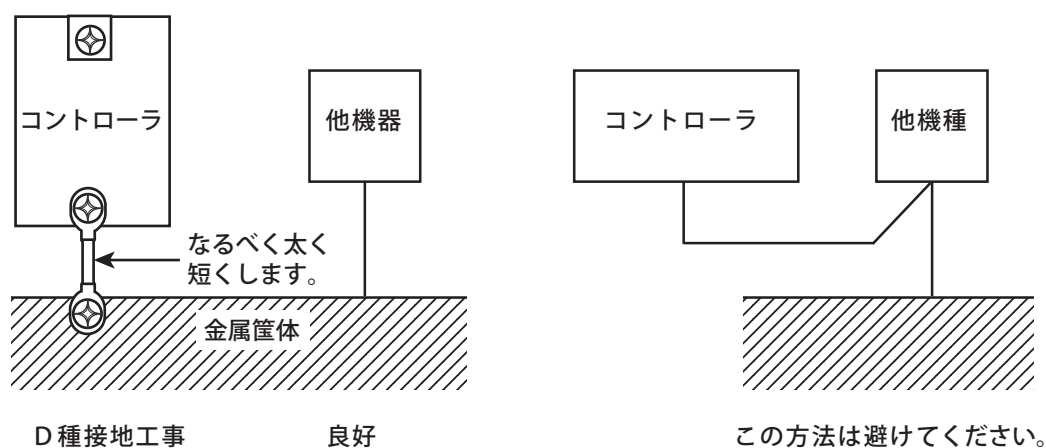 コントローラ
他機器
なるべく太く
短くします。
金属筐体
D種接地工事
良好
コントローラ
他機種
この方法は避けてください。